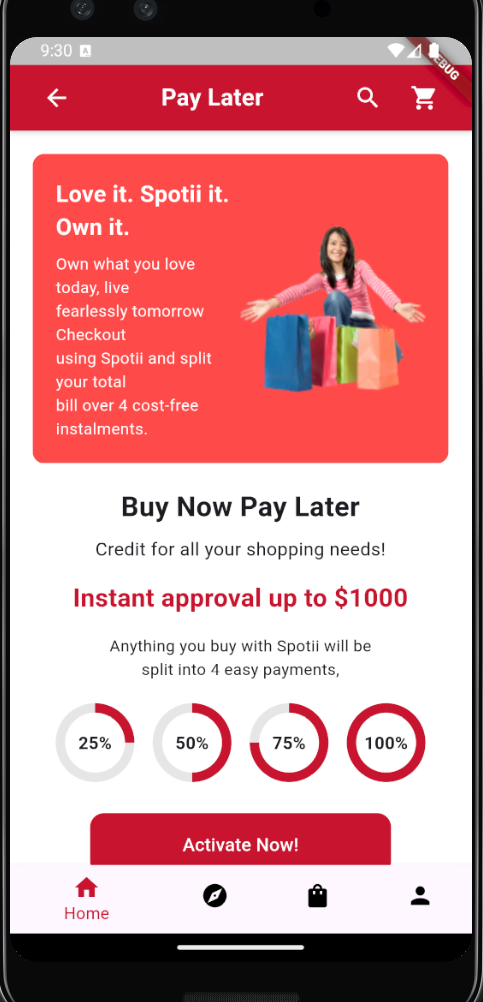 9:30
EBUG
Pay Later
Love it. Spotii it.
Own it.
Own what you love
today, live
fearlessly tomorrow
Checkout
using Spotii and split
your total
bill over 4 cost-free
instalments.
Buy Now Pay Later
Credit for all your shopping needs!
Instant approval up to $1000
Anything you buy with Spotii will be
split into 4 easy payments,
25% 50% 75% 100%
Activate Now!
Home